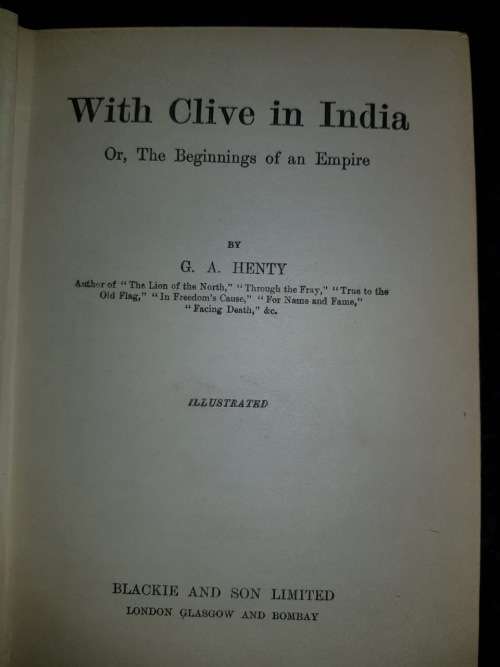 With Clive in India
Or, The Beginnings of an Empire
BY
G. A. HENTY
Author of "The Lion of the North," "Through the Fray," "True to the
Old Flag," "In Freedom's Cause," "For Name and Fame,"
"Facing Death," &c.
ILLUSTRATED
BLACKIE AND SON LIMITED
LONDON GLASGOW AND BOMBAY